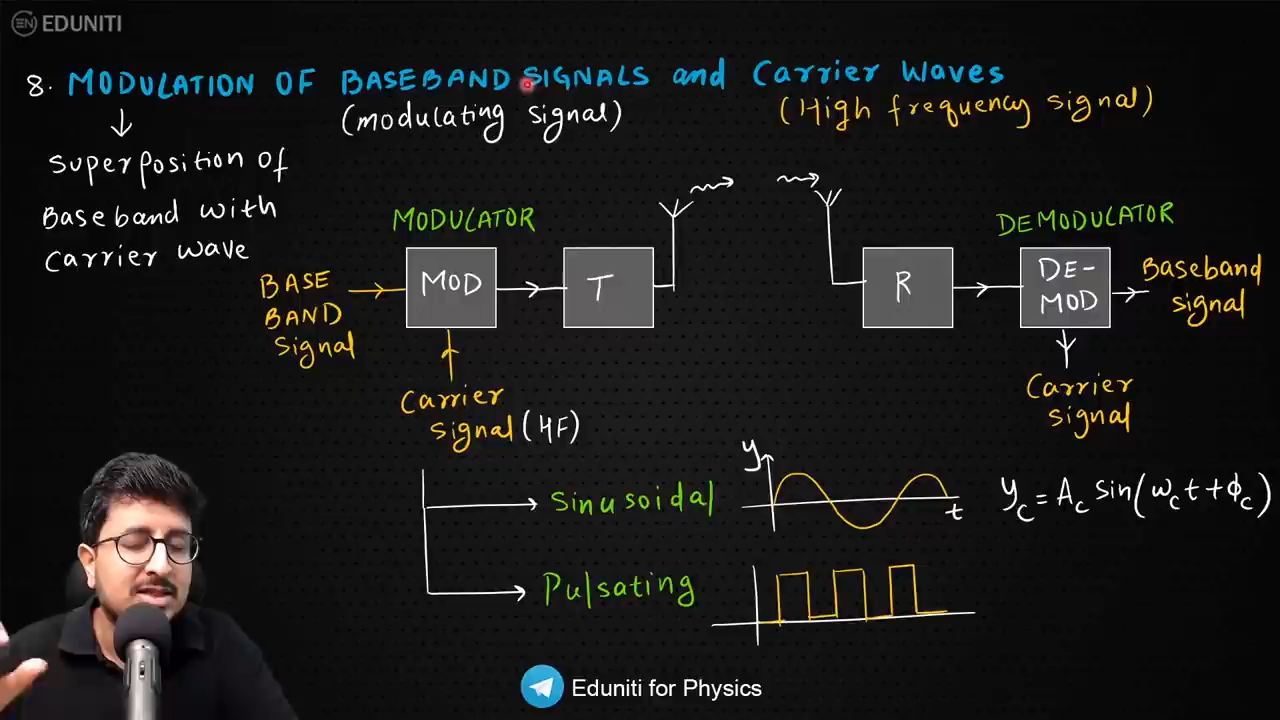 EDUNITI
8. MODULATION OF BASEBAND SIGNALS and Carrier Waves
(modulating signal)
(High frequency signal)
Superposition of
Baseband with
Carrier wave
MODULATOR
BASE
BAND
Signal
MOD
T
Carrier
Signal (HF)
R
DEMODULATOR
DE-
MOD
Baseband
signal
Carrier
signal
Sinusoidal
y
t
y_c = A_c sin(ω_c t + Φ_c)
Pulsating
Eduniti for Physics